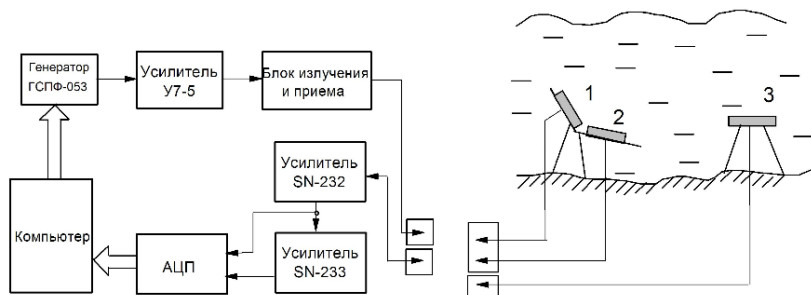 Генератор
ГСПФ-053
Усилитель
У7-5
Блок излучения
и приема
1
2
3
Усилитель
SN-232
Компьютер
АЦП
Усилитель
SN-233